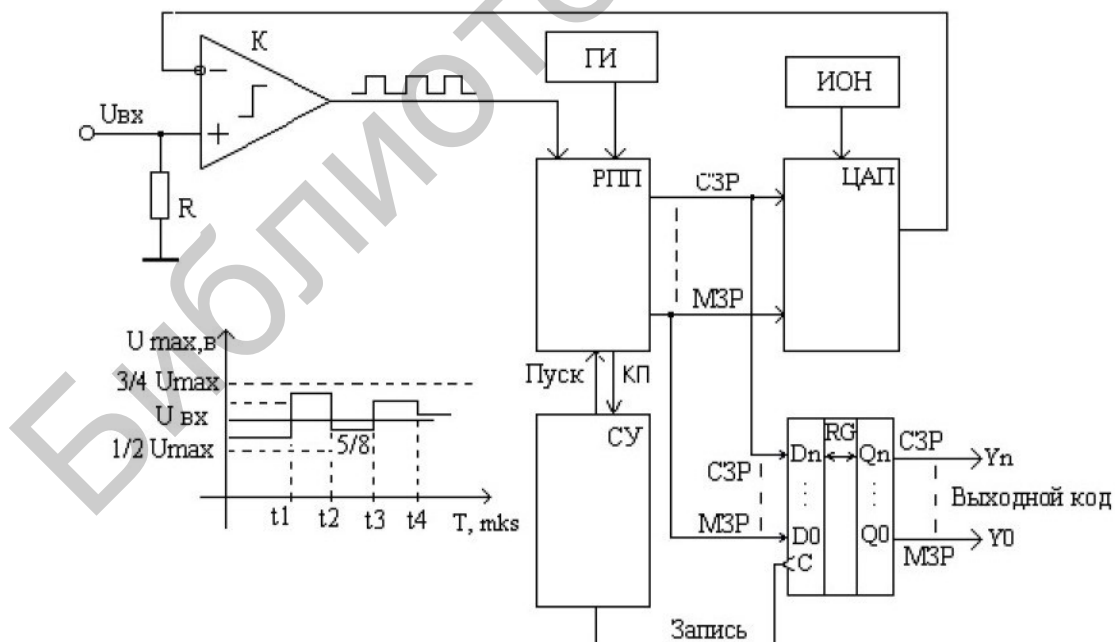 К
ГИ
ИОН
Uвх
R
РПП
СЗР
ЦАП
МЗР
U max,в
3/4 Umax
U вх
1/2 Umax
5/8
t1 t2 t3 t4 T, mks
Пуск КП
СУ
СЗР
МЗР
Dn RG Qn
D0 Q0
C
СЗР Yn
Выходной код
МЗР Y0
Запись
Библиот